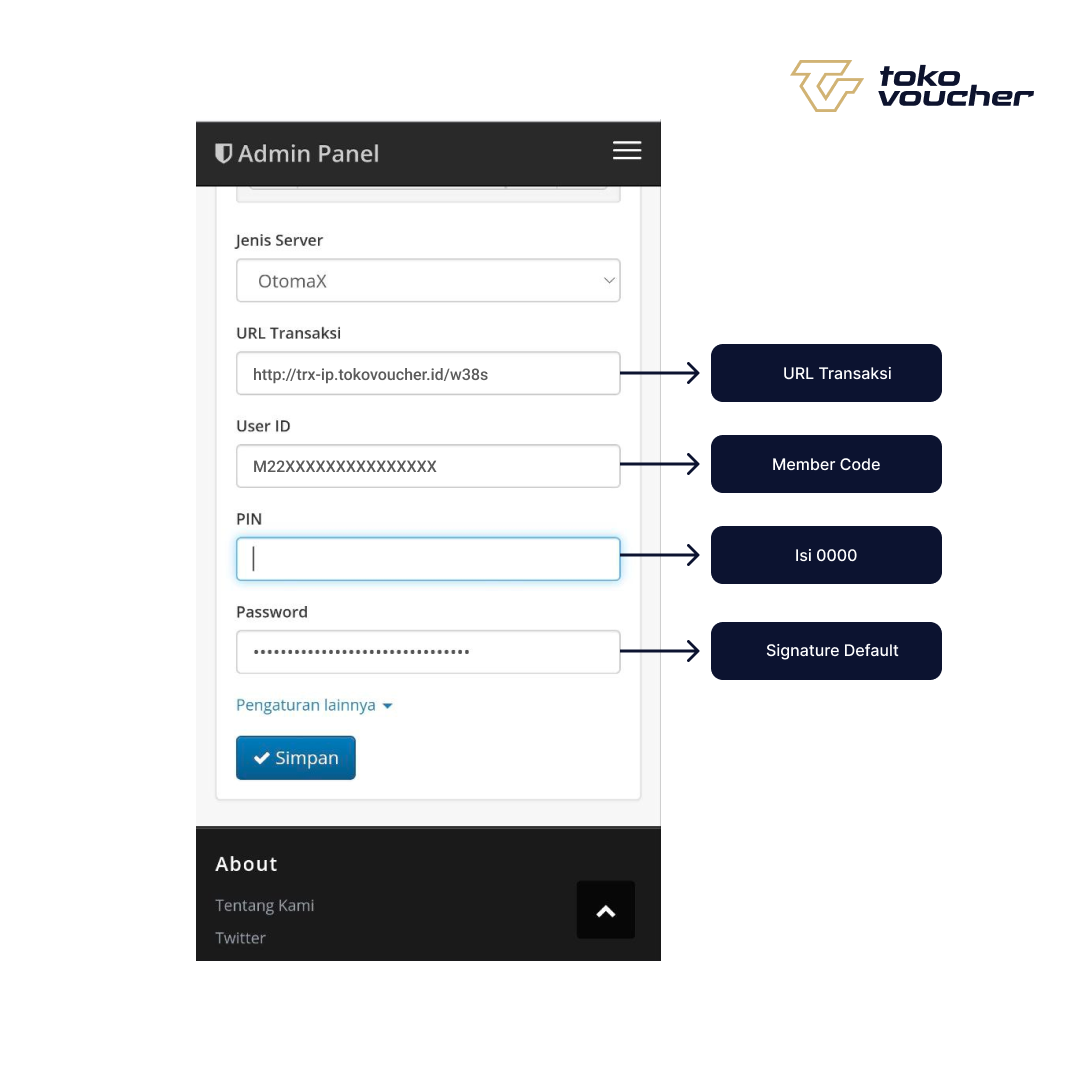 toko
voucher
Admin Panel
Jenis Server
OtomaX
URL Transaksi
http://trx-ip.tokovoucher.id/w38s
URL Transaksi
User ID
M22XXXXXXXXXXXXXXX
Member Code
PIN
Isi 0000
Password
••••••••••••••••••••••••••••••••
Signature Default
Pengaturan lainnya
Simpan
About
Tentang Kami
Twitter